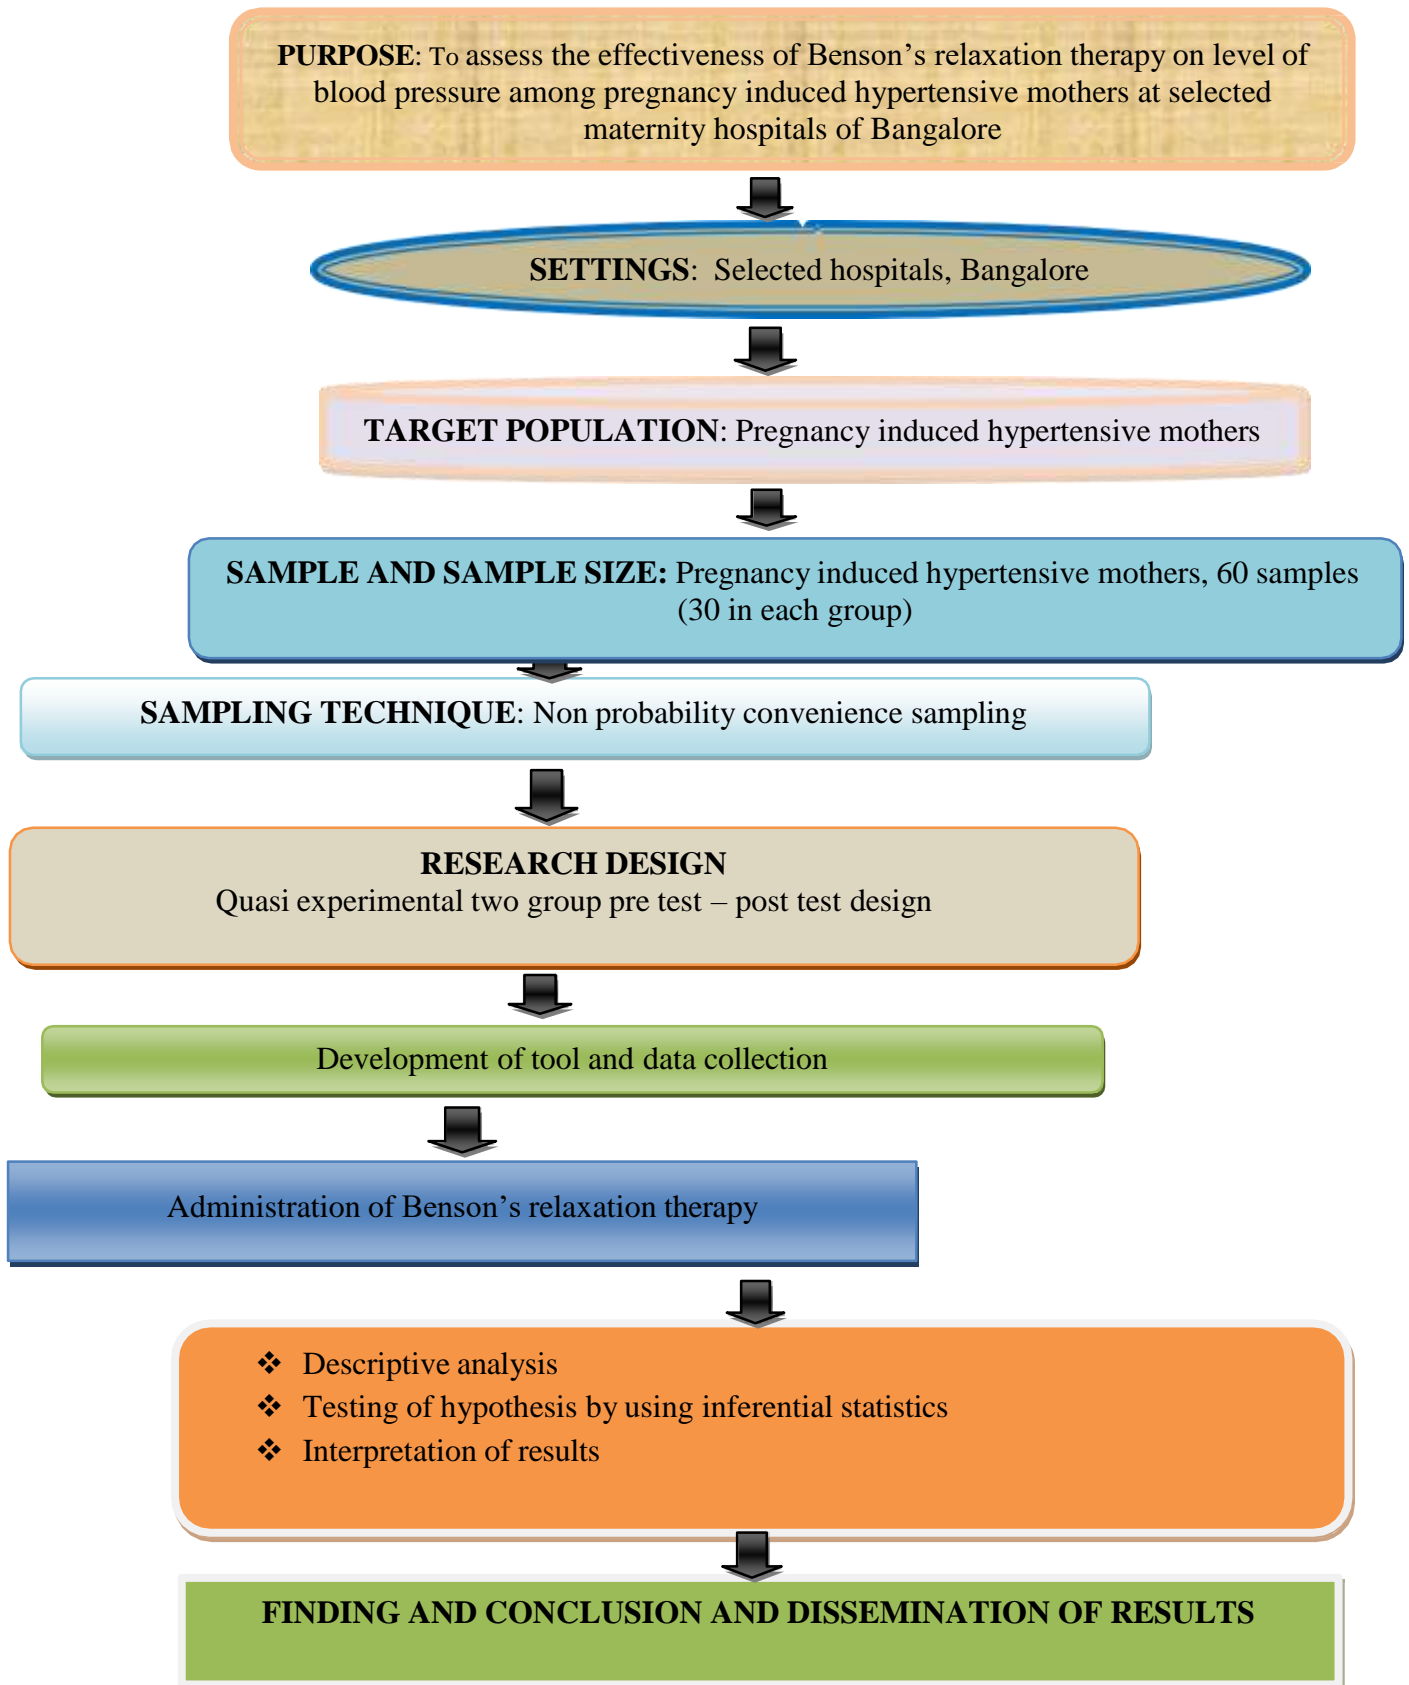 PURPOSE: To assess the effectiveness of Benson’s relaxation therapy on level of
blood pressure among pregnancy induced hypertensive mothers at selected
maternity hospitals of Bangalore
SETTINGS: Selected hospitals, Bangalore
TARGET POPULATION: Pregnancy induced hypertensive mothers
SAMPLE AND SAMPLE SIZE: Pregnancy induced hypertensive mothers, 60 samples
(30 in each group)
SAMPLING TECHNIQUE: Non probability convenience sampling
RESEARCH DESIGN
Quasi experimental two group pre test – post test design
Development of tool and data collection
Administration of Benson’s relaxation therapy
❖ Descriptive analysis
❖ Testing of hypothesis by using inferential statistics
❖ Interpretation of results
FINDING AND CONCLUSION AND DISSEMINATION OF RESULTS